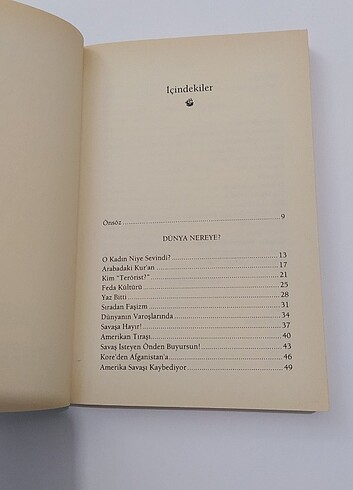 İçindekiler
Önsöz 9
DÜNYA NEREYE?
O Kadın Niye Sevindi? 13
Arabadaki Kur'an 17
Kim "Terörist?" 21
Feda Kültürü 25
Yaz Bitti 28
Sıradan Faşizm 31
Dünyanın Varoşlarında 34
Savaşa Hayır! 37
Amerikan Tıraşı 40
Savaş İsteyen Önden Buyursun! 43
Kore'den Afganistan'a 46
Amerika Savaşı Kaybediyor 49